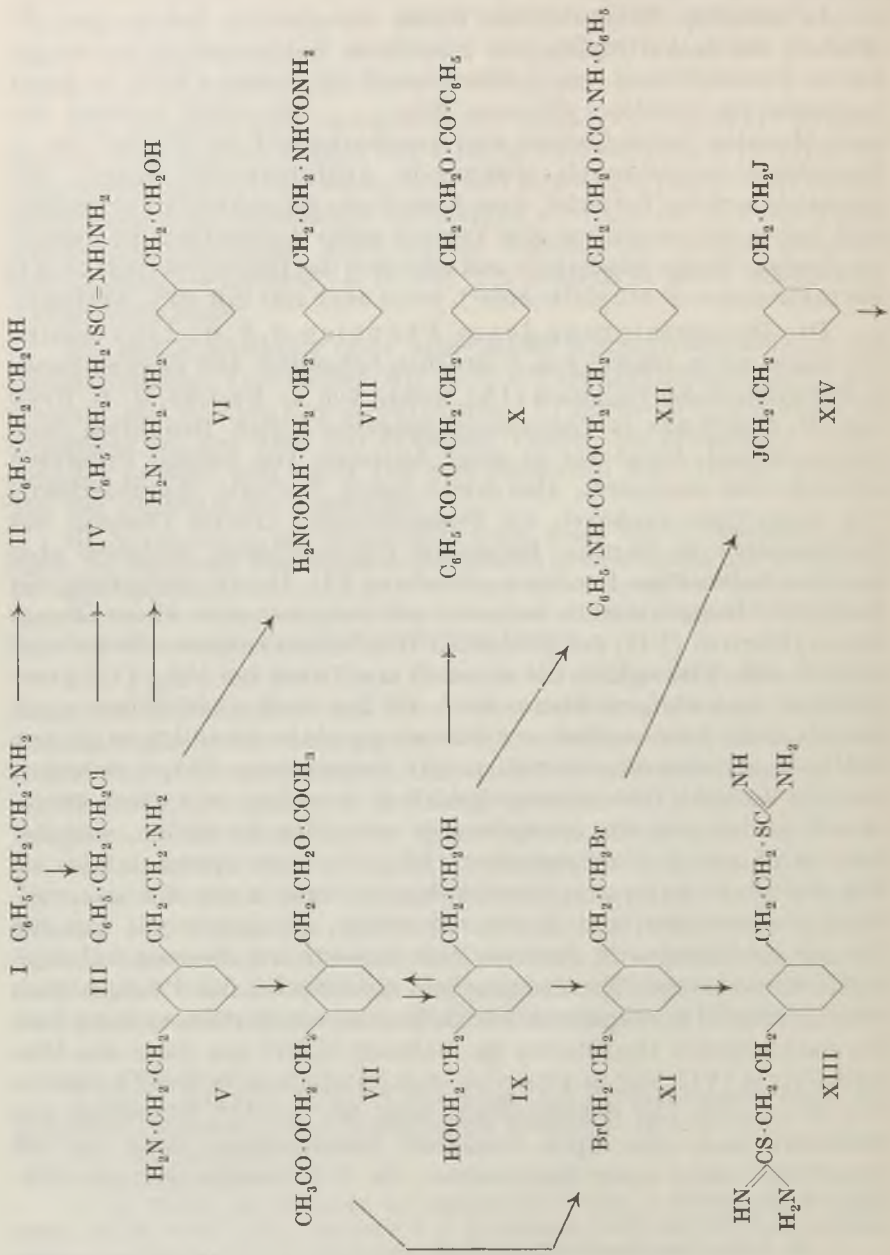 I C₆H₅·CH₂·CH₂·NH₂ ⟶ II C₆H₅·CH₂·CH₂OH
III C₆H₅·CH₂·CH₂Cl ⟶ IV C₆H₅·CH₂·CH₂·SC(=NH)NH₂
H₂N·CH₂·CH₂ CH₂·CH₂·NH₂ ⟶ H₂N·CH₂·CH₂ CH₂·CH₂OH
V VI
CH₃CO·OCH₂·CH₂ CH₂·CH₂O·COCH₃ H₂NCONH·CH₂·CH₂ CH₂·CH₂·NHCONH₂
VII VIII
HOCH₂·CH₂ CH₂·CH₂OH ⟶ C₆H₅·CO·O·CH₂·CH₂ CH₂·CH₂O·CO·C₆H₅
IX X
BrCH₂·CH₂ CH₂·CH₂Br C₆H₅·NH·CO·OCH₂·CH₂ CH₂·CH₂O·CO·NH·C₆H₅
XI XII
HN NH
CS·CH₂·CH₂ CH₂·CH₂·SC JCH₂·CH₂ CH₂·CH₂J
H₂N NH₂
XIII XIV